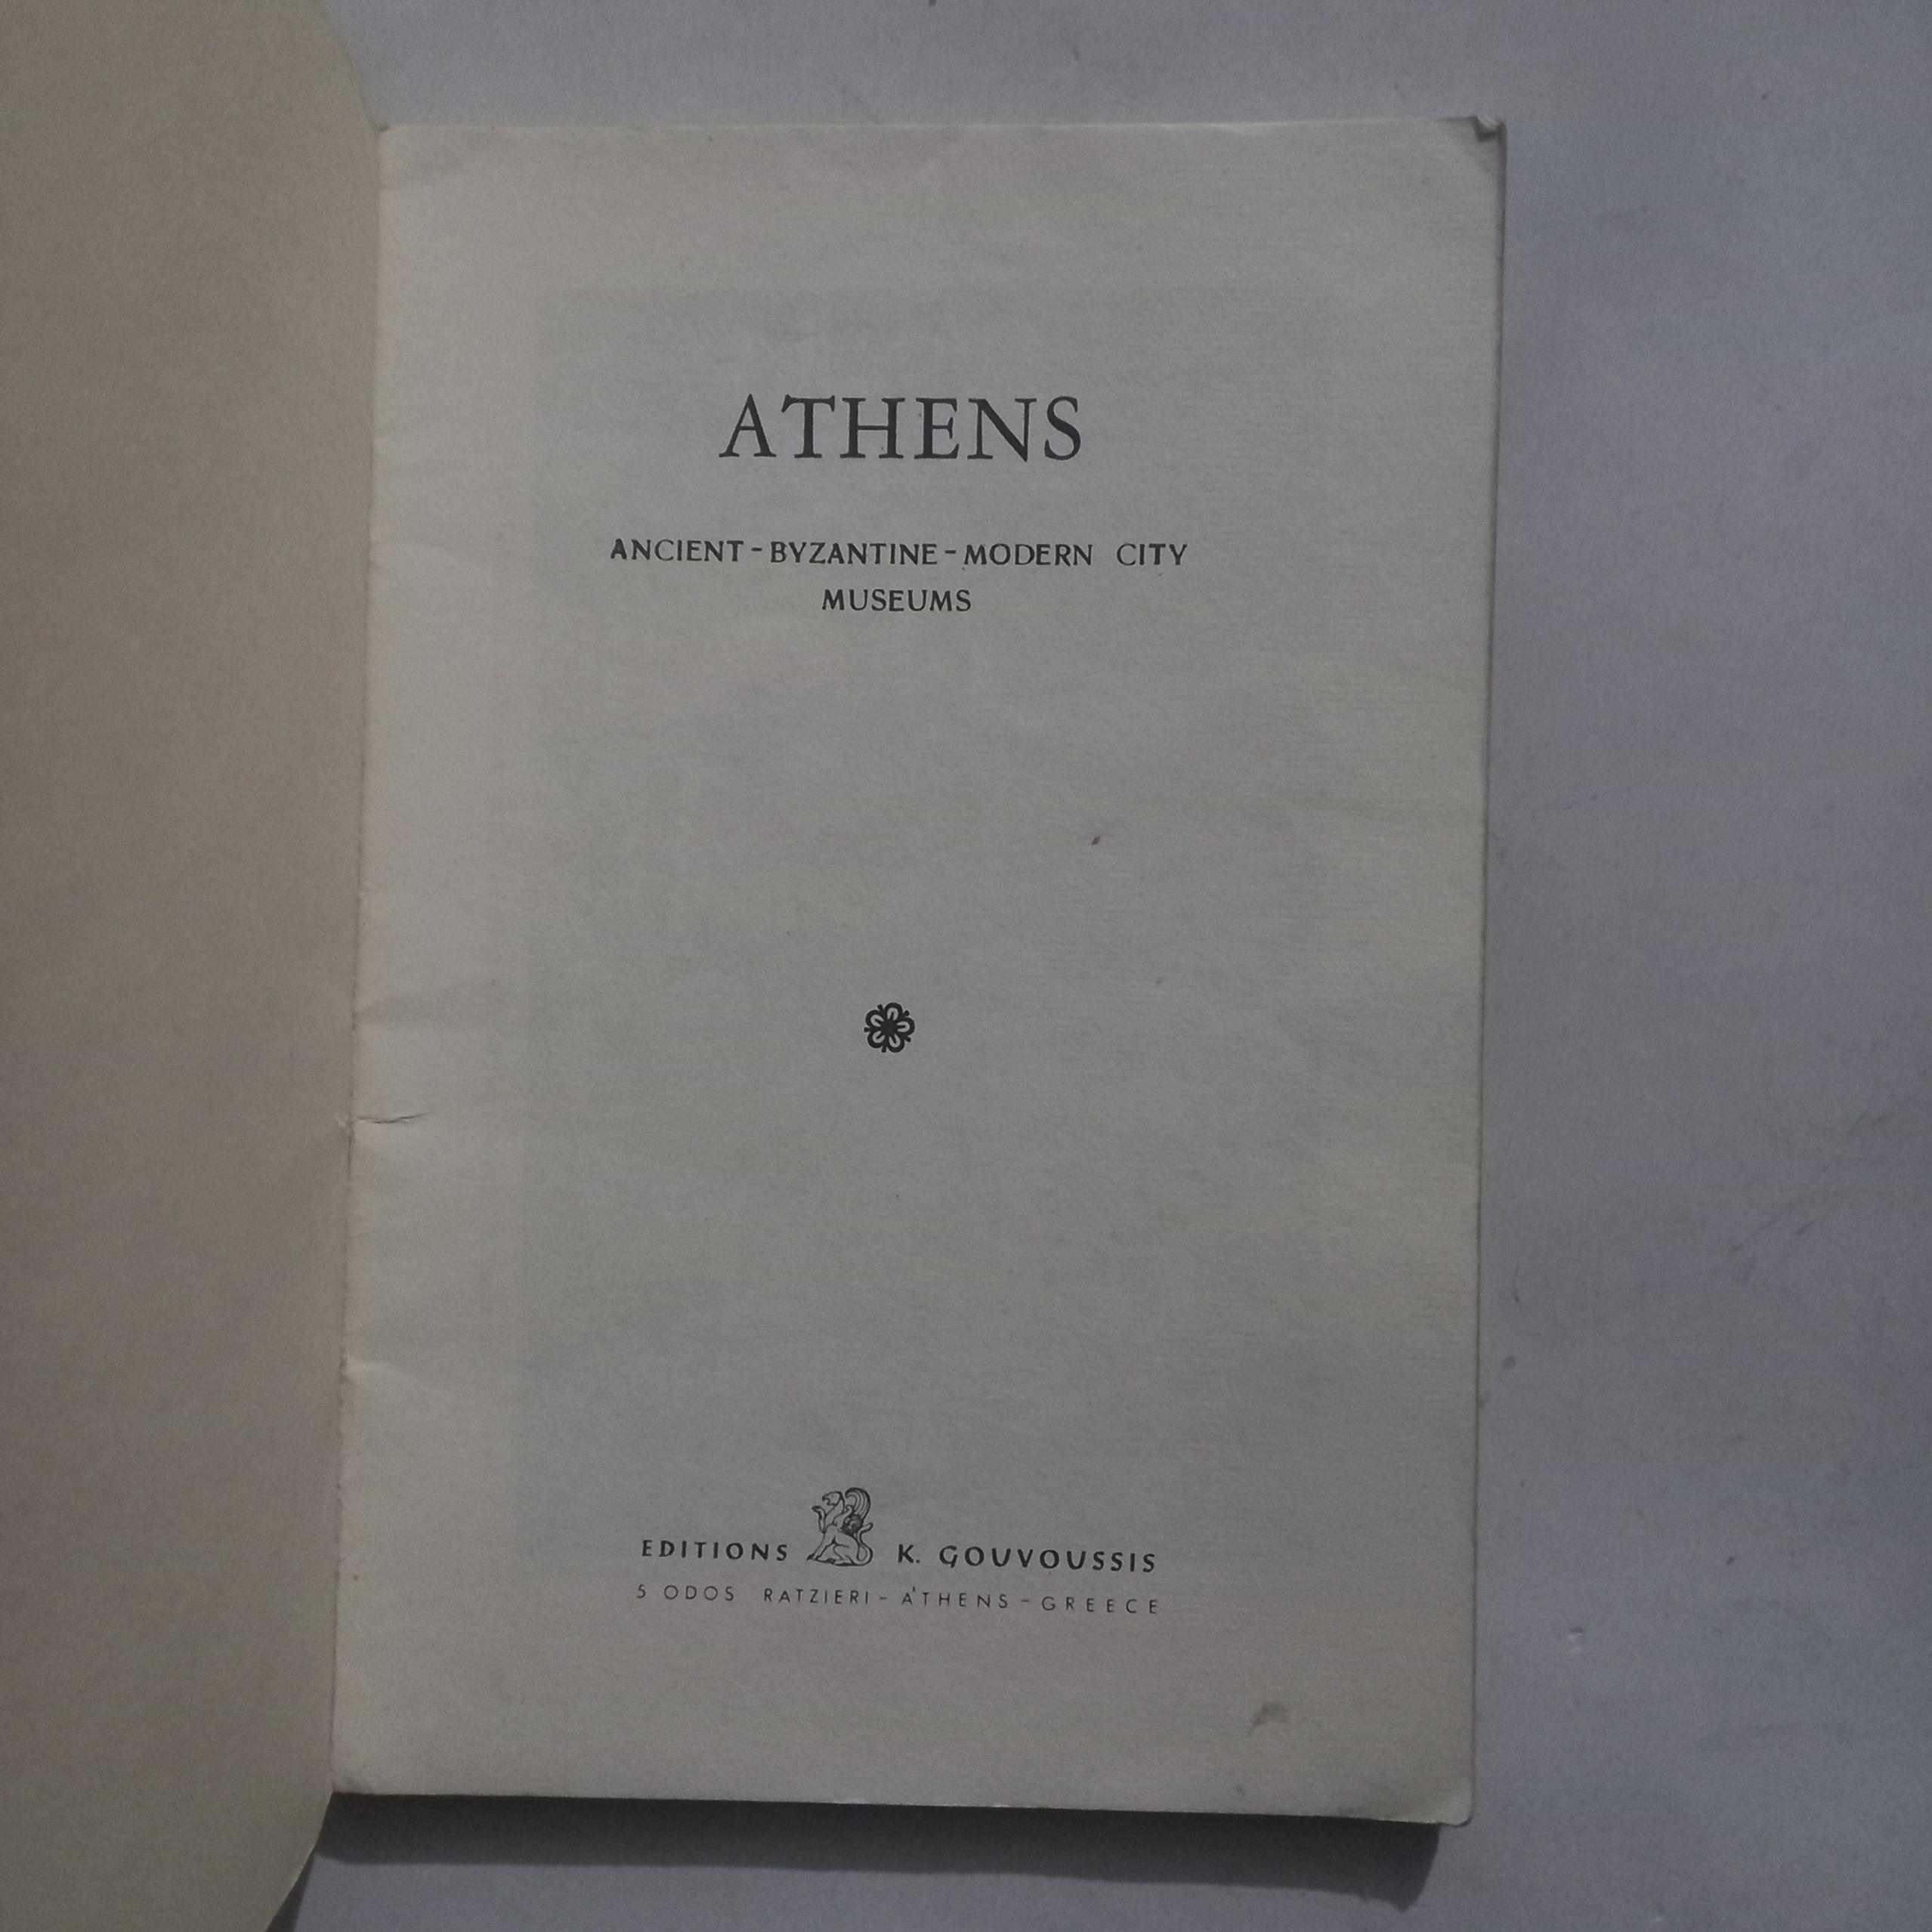 ATHENS
ANCIENT - BYZANTINE - MODERN CITY
MUSEUMS
EDITIONS K. GOUVOUSSIS
5 ODOS RATZIERI - ATHENS - GREECE